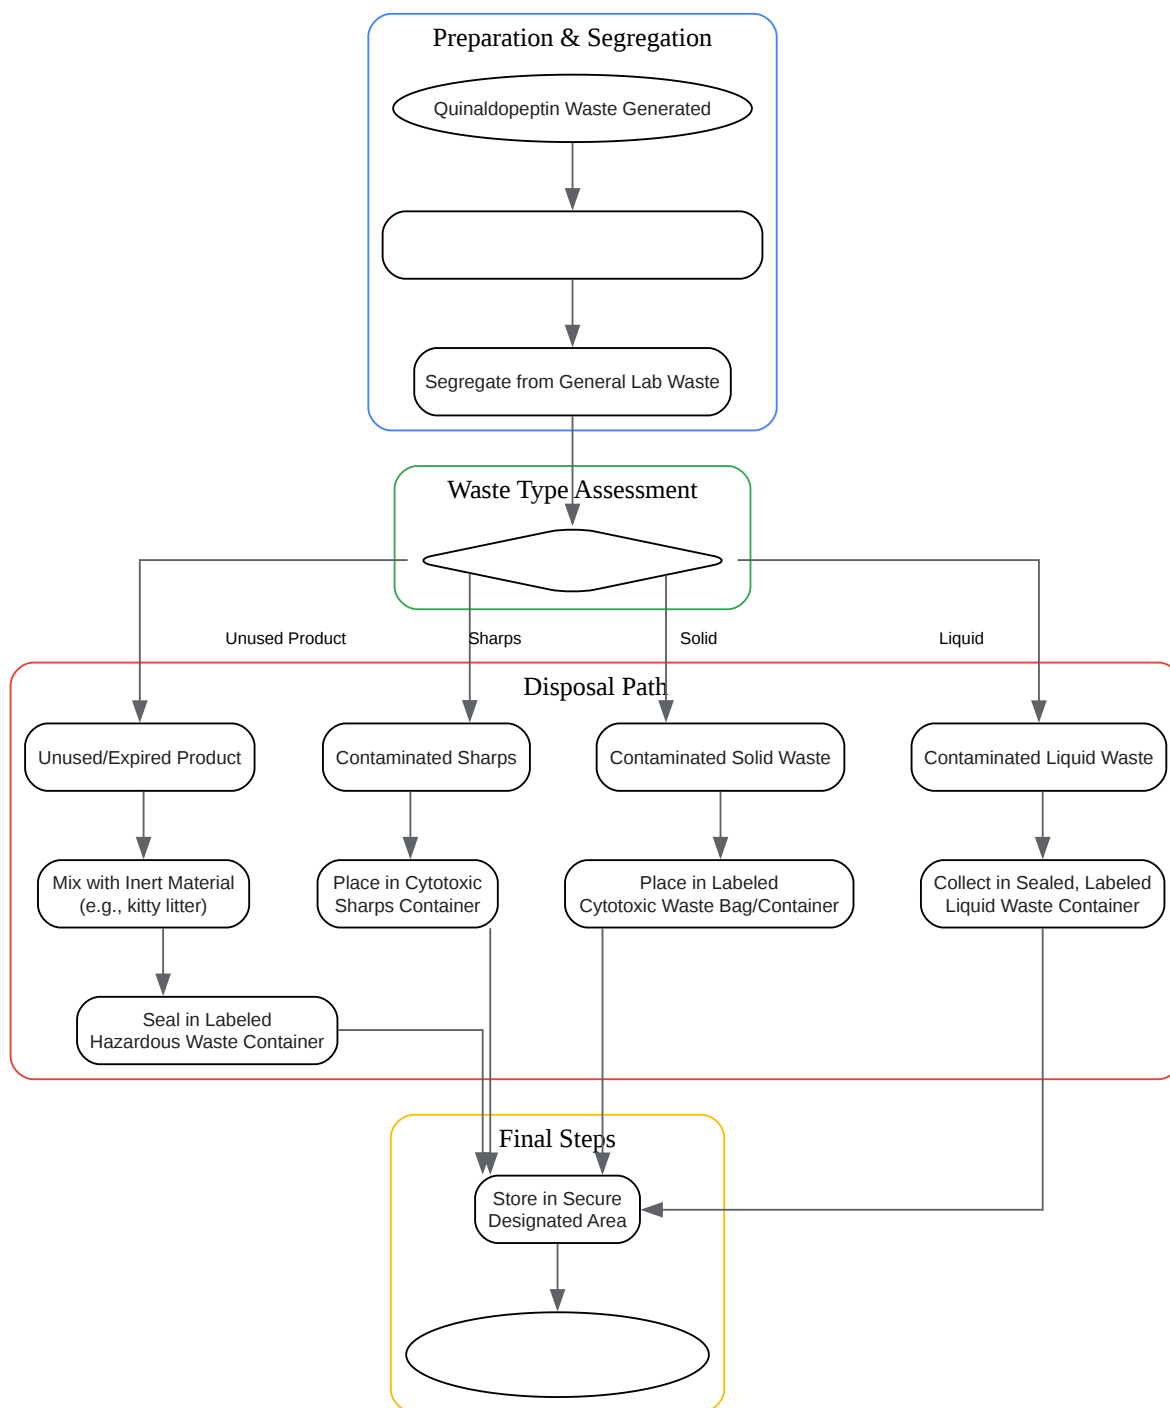 Preparation & Segregation
Quinaldopeptin Waste Generated
Segregate from General Lab Waste
Waste Type Assessment
Unused Product
Sharps
Solid
Liquid
Disposal Path
Unused/Expired Product
Contaminated Sharps
Contaminated Solid Waste
Contaminated Liquid Waste
Mix with Inert Material
(e.g., kitty litter)
Place in Cytotoxic
Sharps Container
Place in Labeled
Cytotoxic Waste Bag/Container
Collect in Sealed, Labeled
Liquid Waste Container
Seal in Labeled
Hazardous Waste Container
Final Steps
Store in Secure
Designated Area